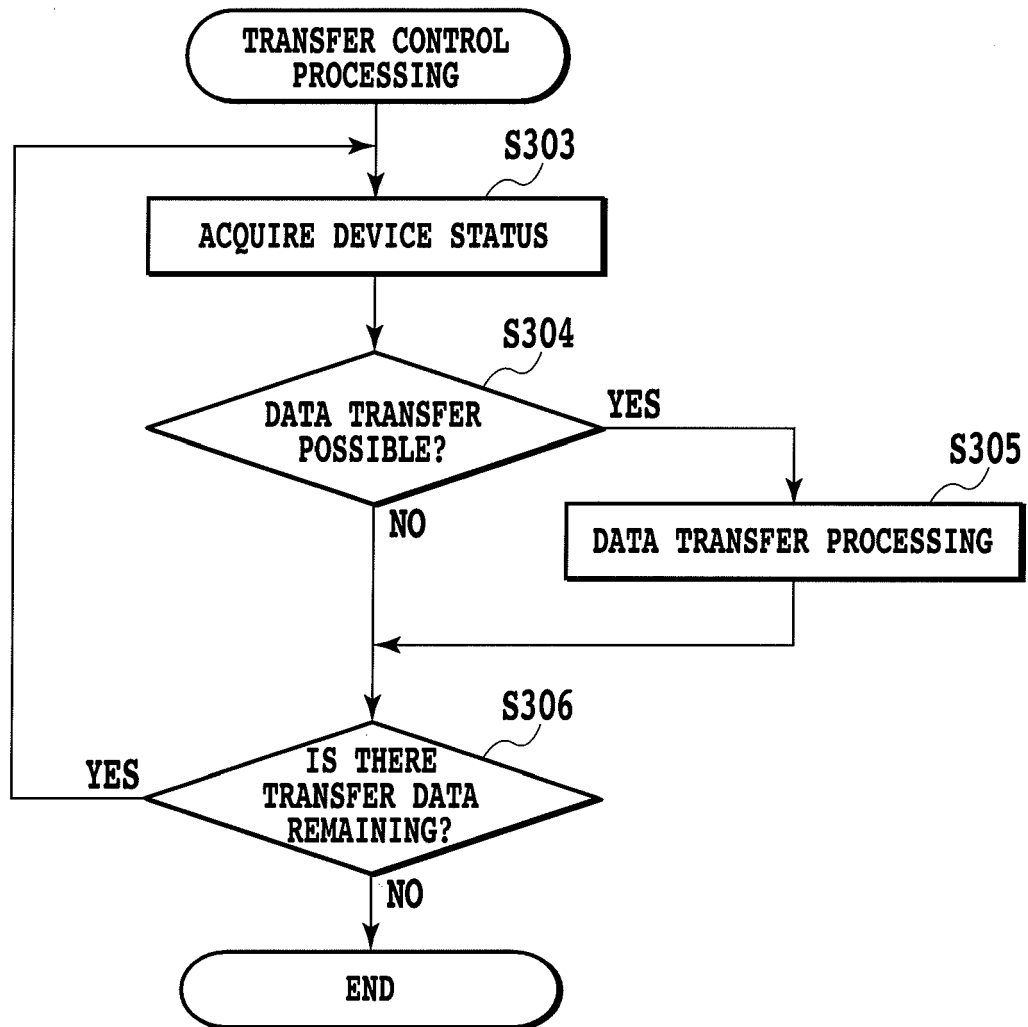 TRANSFER CONTROL
PROCESSING
S303
ACQUIRE DEVICE STATUS
S304
DATA TRANSFER
POSSIBLE?
YES
NO
S305
DATA TRANSFER PROCESSING
S306
IS THERE
TRANSFER DATA
REMAINING?
YES
NO
END